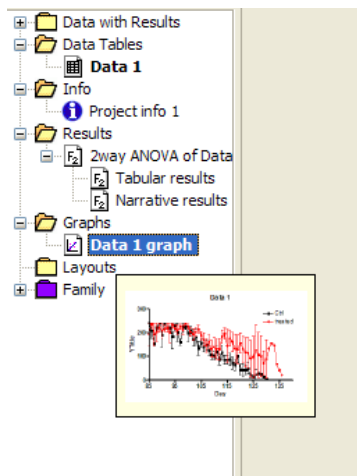 Data with Results
Data Tables
Data 1
Info
Project info 1
Results
2way ANOVA of Data
Tabular results
Narrative results
Graphs
Data 1 graph
Layouts
Family
Data 1
Ctrl
treated
Day